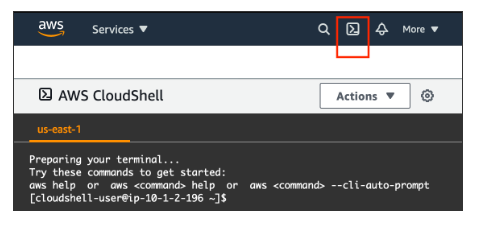 aws Services ▼ More ▼
AWS CloudShell Actions ▼
us-east-1
Preparing your terminal...
Try these commands to get started:
aws help or aws <command> help or aws <command> --cli-auto-prompt
[cloudshell-user@ip-10-1-2-196 ~]$